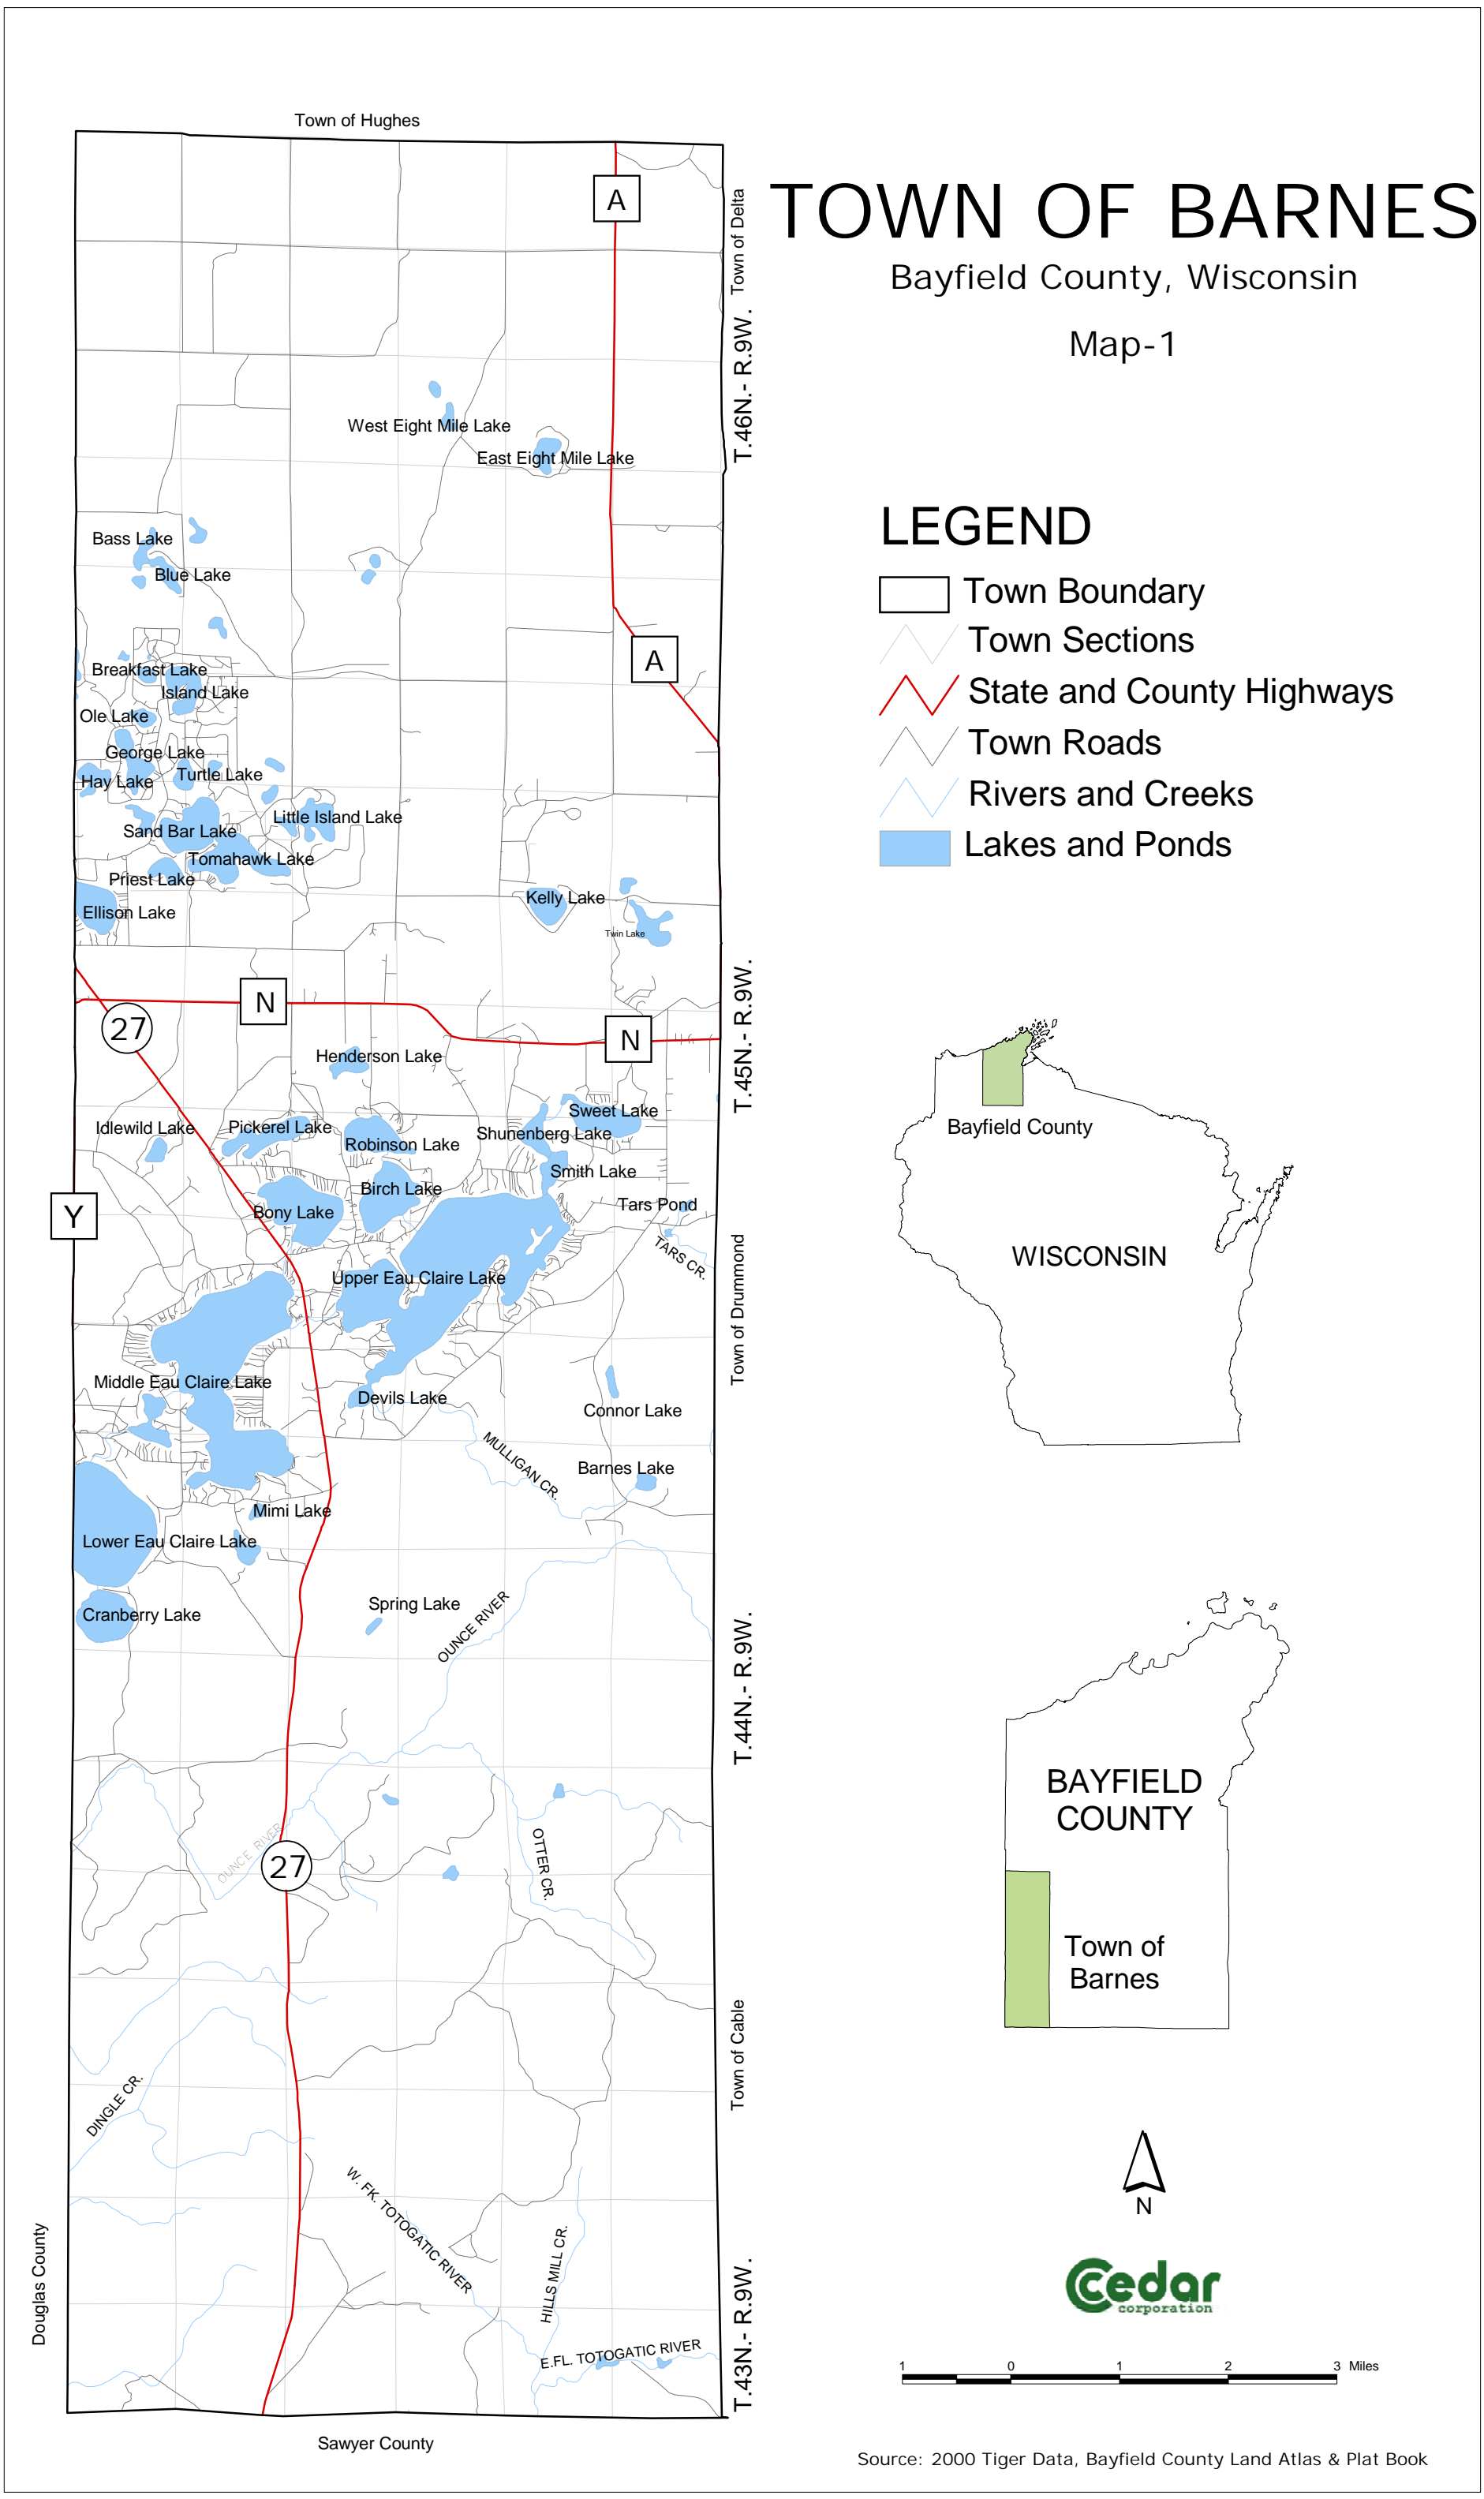 Town of Hughes
A
Town of Delta
TOWN OF BARNES
Bayfield County, Wisconsin
Map-1
T.46N.- R.9W.
West Eight Mile Lake
East Eight Mile Lake
LEGEND
Town Boundary
Town Sections
State and County Highways
Town Roads
Rivers and Creeks
Lakes and Ponds
Bass Lake
Blue Lake
A
Breakfast Lake
Island Lake
Ole Lake
George Lake
Turtle Lake
Hay Lake
Little Island Lake
Sand Bar Lake
Tomahawk Lake
Priest Lake
Kelly Lake
Ellison Lake
Twin Lake
T.45N.- R.9W.
N
27
N
Henderson Lake
Sweet Lake
Idlewild Lake
Pickerel Lake
Shunenberg Lake
Robinson Lake
Smith Lake
Birch Lake
Tars Pond
Bony Lake
Y
TARS CR.
Upper Eau Claire Lake
Town of Drummond
Middle Eau Claire Lake
Devils Lake
Connor Lake
MULLIGAN CR.
Barnes Lake
Mimi Lake
Lower Eau Claire Lake
Spring Lake
Cranberry Lake
OUNCE RIVER
T.44N.- R.9W.
OUNCE RIVER
27
OTTER CR.
Town of Cable
DINGLE CR.
W. FK. TOTOGATIC RIVER
HILLS MILL CR.
E.FL. TOTOGATIC RIVER
Douglas County
T.43N.- R.9W.
Sawyer County
Bayfield County
WISCONSIN
BAYFIELD
COUNTY
Town of
Barnes
N
Cedar
corporation
1 0 1 2 3 Miles
Source: 2000 Tiger Data, Bayfield County Land Atlas & Plat Book